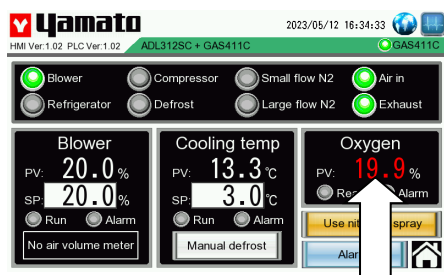 Yamato
2023/05/12 16:34:33
HMI Ver:1.02 PLC Ver:1.02 ADL312SC + GAS411C
GAS411C
Blower Compressor Small flow N2 Air in
Refrigerator Defrost Large flow N2 Exhaust
Blower
PV: 20.0%
SP: 20.0%
Run Alarm
No air volume meter
Cooling temp
PV: 13.3℃
SP: 3.0℃
Run Alarm
Manual defrost
Oxygen
PV: 19.9%
Alarm
Use spray